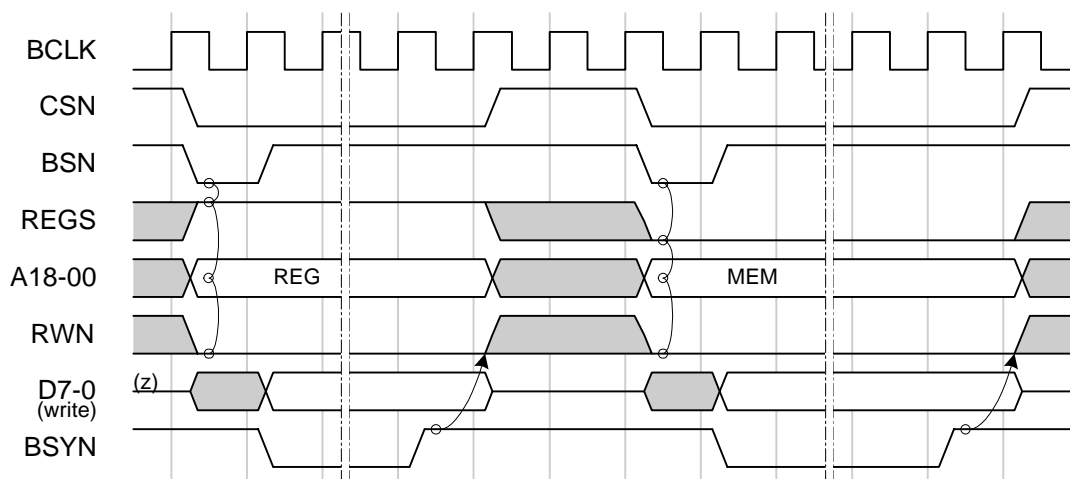 BCLK
CSN
BSN
REGS
A18-00 REG MEM
RWN
D7-0 (z)
(write)
BSYN